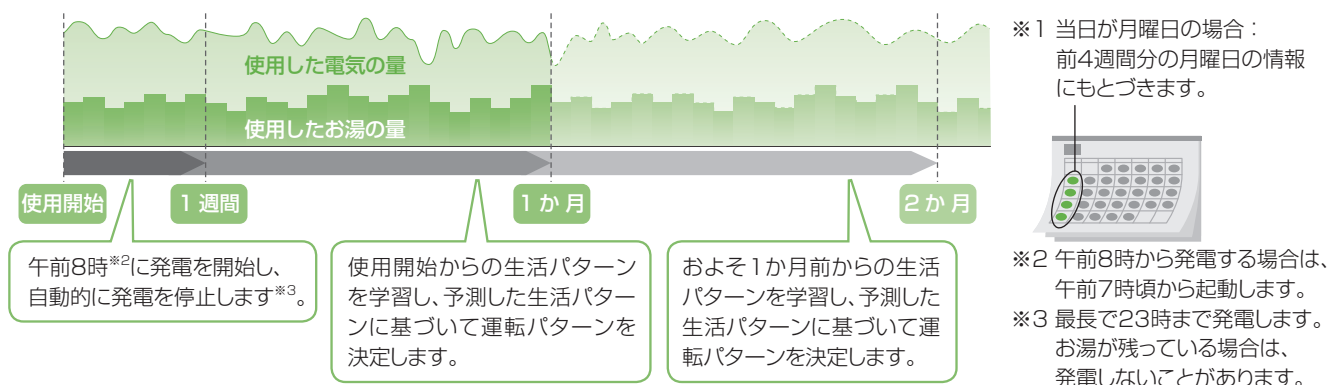 使用した電気の量
使用したお湯の量
使用開始
1 週間
1 か 月
2 か 月
午前8時※2に発電を開始し、
自動的に発電を停止します※3。
使用開始からの生活パターン
を学習し、予測した生活パター
ンに基づいて運転パターンを
決定します。
およそ1か月前からの生活
パターンを学習し、予測した
生活パターンに基づいて運
転パターンを決定します。
※1 当日が月曜日の場合：
前4週間分の月曜日の情報
にもとづきます。
※2 午前8時から発電する場合は、
午前7時頃から起動します。
※3 最長で23時まで発電します。
お湯が残っている場合は、
発電しないことがあります。